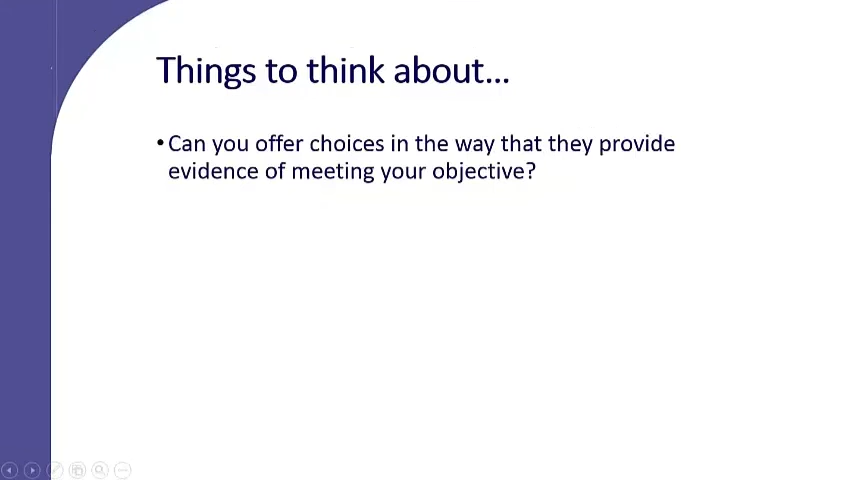 Things to think about...
• Can you offer choices in the way that they provide
evidence of meeting your objective?